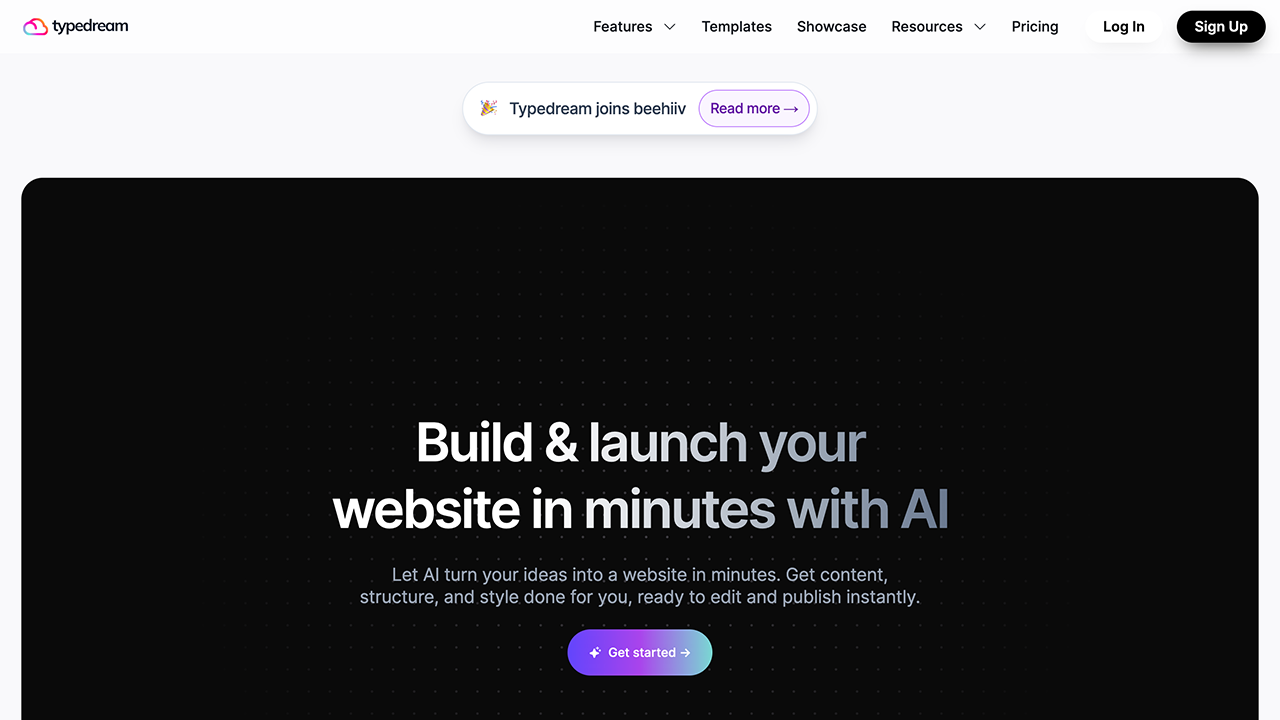 typedream
Features
Templates
Showcase
Resources
Pricing
Log In
Sign Up
🎉 Typedream joins beehiiv
Read more →
Build & launch your
website in minutes with AI
Let AI turn your ideas into a website in minutes. Get content,
structure, and style done for you, ready to edit and publish instantly.
Get started →